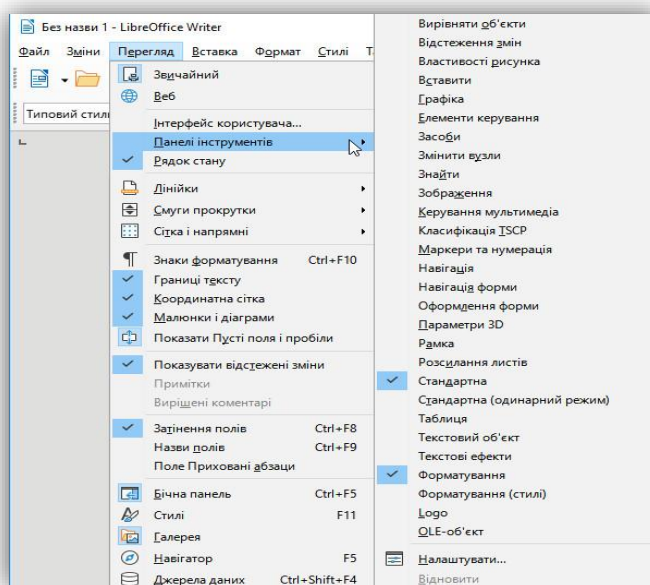 Без назви 1 - LibreOffice Writer
Файл Зміни Перегляд Вставка Формат Стилі
Типовий стил
Звичайний
Веб
Інтерфейс користувача...
Панелі інструментів
Рядок стану
Лінійки
Смуги прокрутки
Сітка і напрямні
Знаки форматування Ctrl+F10
Границі тексту
Координатна сітка
Малюнки і діаграми
Показати Пусті поля і пробіли
Показувати відстежені зміни
Примітки
Вирішені коментарі
Затінення полів Ctrl+F8
Назви полів Ctrl+F9
Поле Приховані абзаци
Бічна панель Ctrl+F5
Стилі F11
Галерея
Навігатор F5
Джерела даних Ctrl+Shift+F4
Вирівняти об'єкти
Відстеження змін
Властивості рисунка
Вставити
Графіка
Елементи керування
Засоби
Змінити вузли
Знайти
Зображення
Керування мультимедіа
Класифікація TSCP
Маркери та нумерація
Навігація
Навігація форми
Оформлення форми
Параметри 3D
Рамка
Розсилання листів
Стандартна
Стандартна (одинарний режим)
Таблиця
Текстовий об'єкт
Текстові ефекти
Форматування
Форматування (стилі)
Logo
OLE-об'єкт
Налаштувати...
Відновити